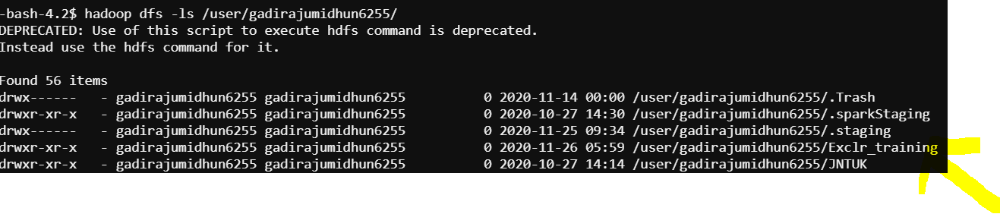 -bash-4.2$ hadoop dfs -ls /user/gadirajumidhun6255/
DEPRECATED: Use of this script to execute hdfs command is deprecated.
Instead use the hdfs command for it.
Found 56 items
drwx------ - gadirajumidhun6255 gadirajumidhun6255 0 2020-11-14 00:00 /user/gadirajumidhun6255/.Trash
drwxr-xr-x - gadirajumidhun6255 gadirajumidhun6255 0 2020-10-27 14:30 /user/gadirajumidhun6255/.sparkStaging
drwx------ - gadirajumidhun6255 gadirajumidhun6255 0 2020-11-25 09:34 /user/gadirajumidhun6255/.staging
drwxr-xr-x - gadirajumidhun6255 gadirajumidhun6255 0 2020-11-26 05:59 /user/gadirajumidhun6255/Exclr_training
drwxr-xr-x - gadirajumidhun6255 gadirajumidhun6255 0 2020-10-27 14:14 /user/gadirajumidhun6255/JNTUK